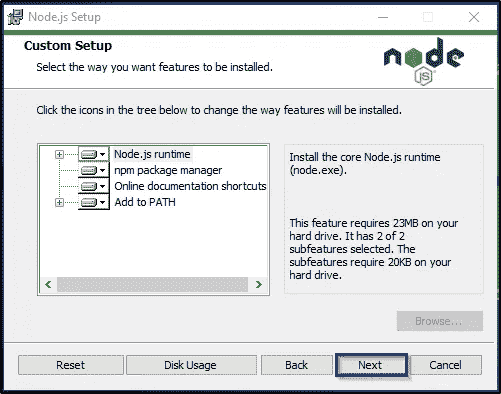 Node.js Setup
Custom Setup
Select the way you want features to be installed.
node
JS
Click the icons in the tree below to change the way features will be installed.
Node.js runtime
npm package manager
Online documentation shortcuts
Add to PATH
Install the core Node.js runtime
(node.exe).
This feature requires 23MB on your
hard drive. It has 2 of 2
subfeatures selected. The
subfeatures require 20KB on your
hard drive.
Browse...
Reset
Disk Usage
Back
Next
Cancel